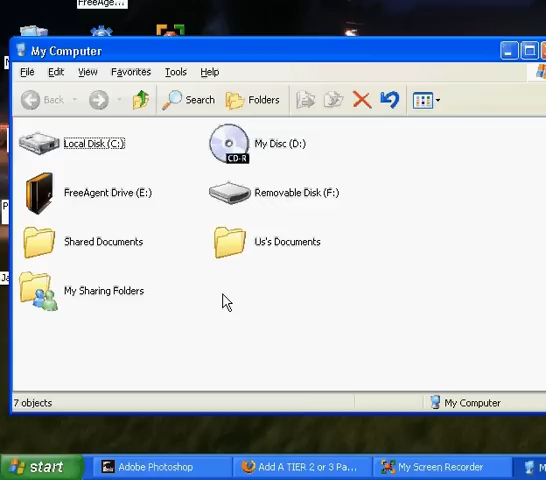 FreeAge...
My Computer
File Edit View Favorites Tools Help
Back Search Folders
Local Disk (C:) My Disc (D:)
CD-R
FreeAgent Drive (E:) Removable Disk (F:)
Shared Documents Us's Documents
My Sharing Folders
7 objects My Computer
start Adobe Photoshop Add A TIER 2 or 3 Pa... My Screen Recorder